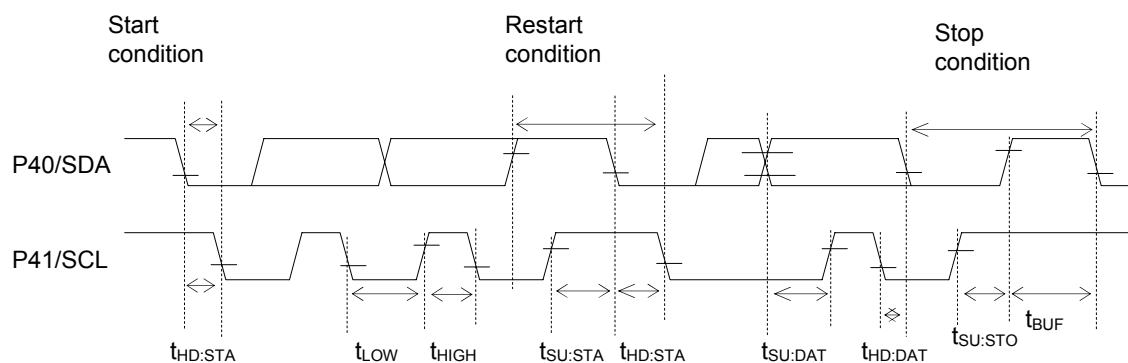 Start
condition
Restart
condition
Stop
condition
P40/SDA
P41/SCL
tHD:STA
tLOW
tHIGH
tSU:STA
tHD:STA
tSU:DAT
tHD:DAT
tSU:STO
tBUF